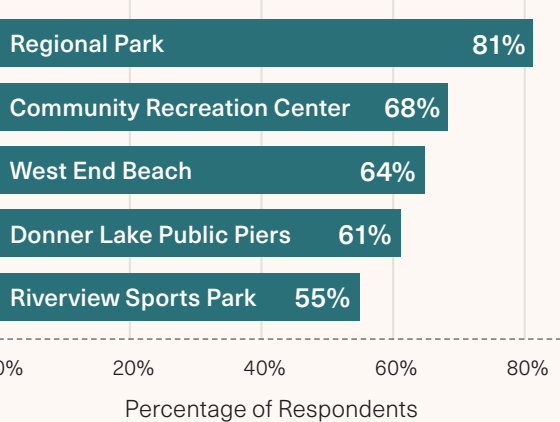 Regional Park 81%
Community Recreation Center 68%
West End Beach 64%
Donner Lake Public Piers 61%
Riverview Sports Park 55%
0% 20% 40% 60% 80%
Percentage of Respondents